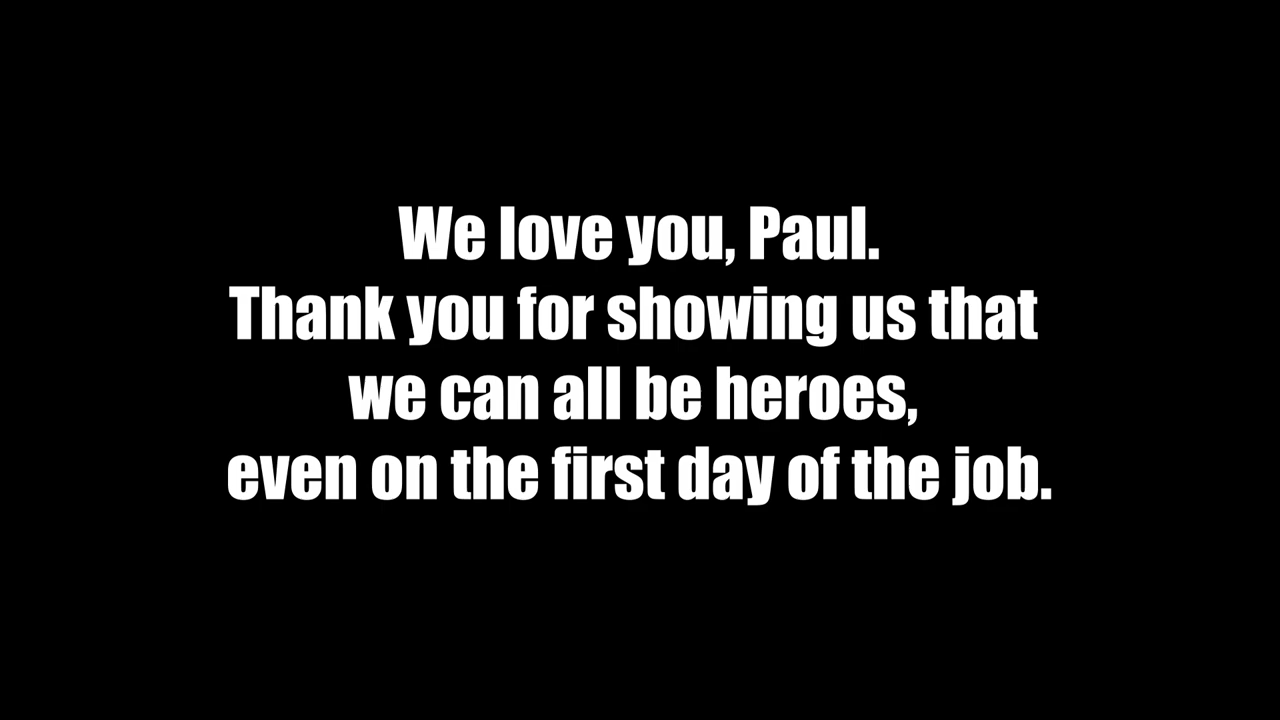 We love you, Paul.
Thank you for showing us that
we can all be heroes,
even on the first day of the job.